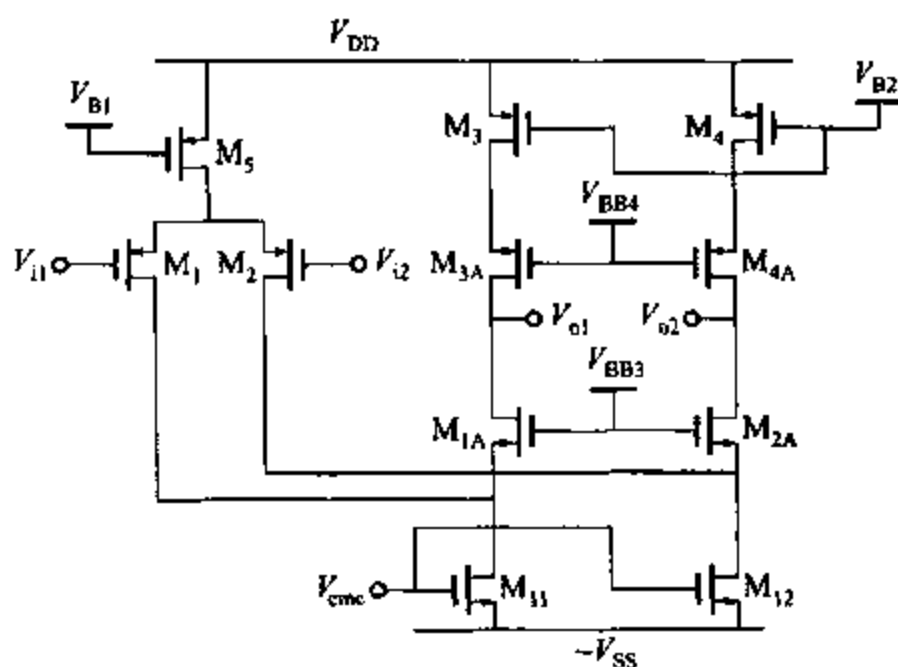 V_DD
V_B1
V_B2
M_3
M_4
M_5
V_BB4
V_i1
M_1
M_2
V_i2
M_3A
M_4A
V_o1
V_o2
V_BB3
M_1A
M_2A
V_cmc
M_11
M_12
-V_SS